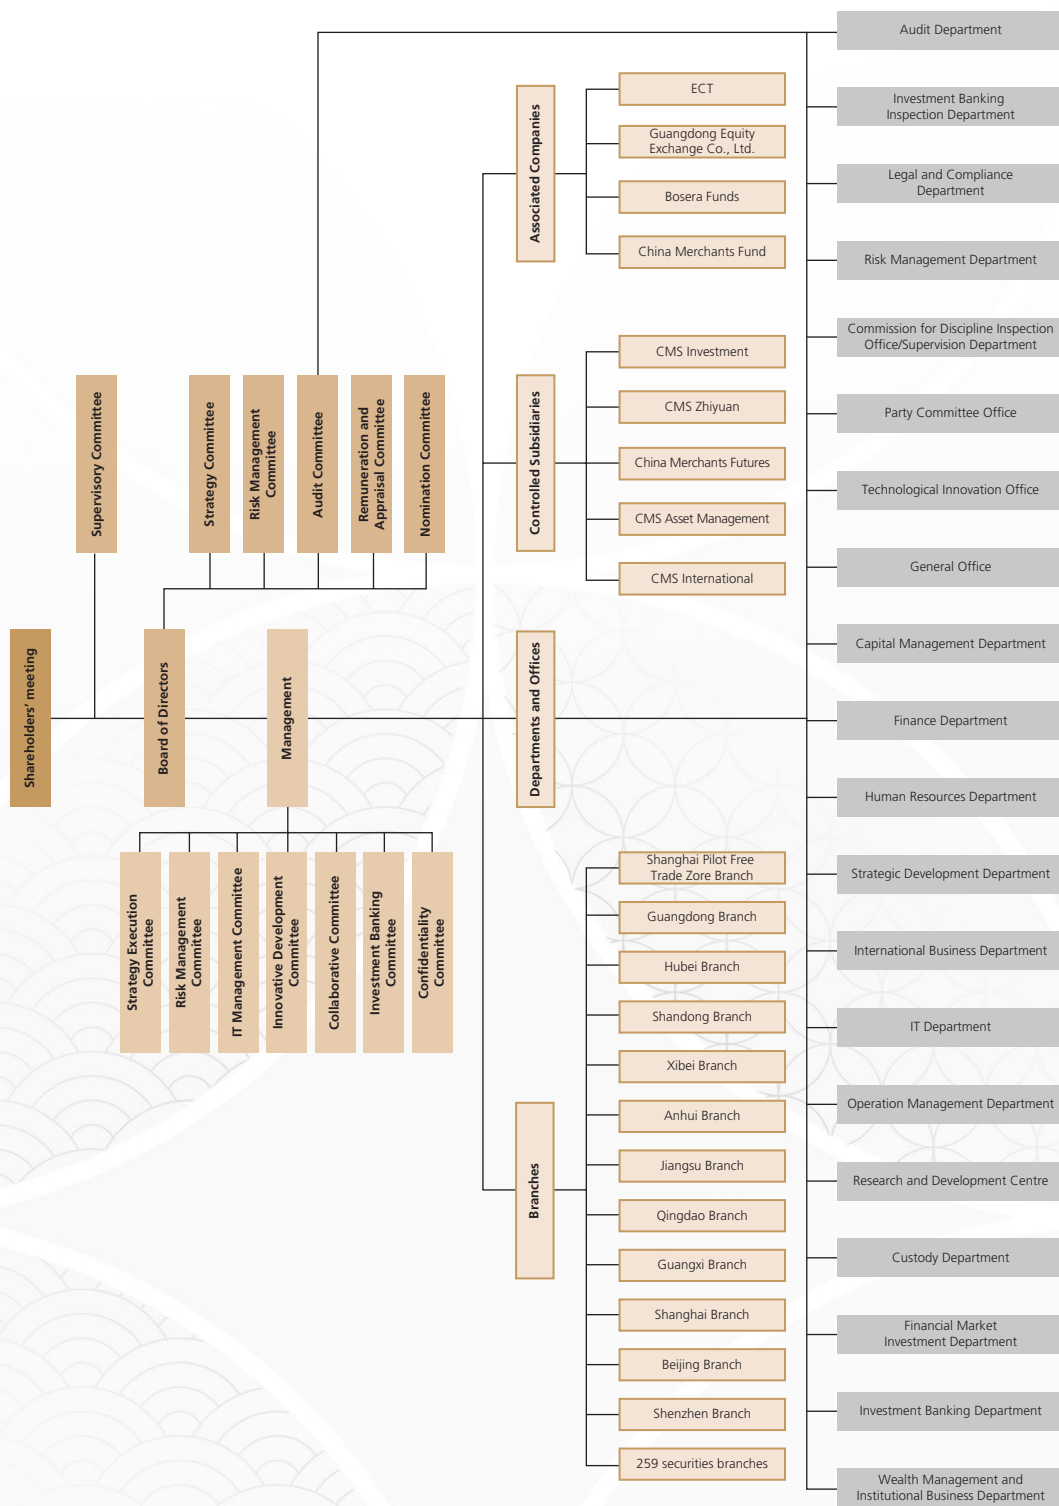 Shareholders’ meeting
Supervisory Committee
Board of Directors
Strategy Committee
Risk Management
Committee
Audit Committee
Remuneration and
Appraisal Committee
Nomination Committee
Management
Strategy Execution
Committee
Risk Management
Committee
IT Management Committee
Innovative Development
Committee
Collaborative Committee
Investment Banking
Committee
Confidentiality
Committee
Associated Companies
ECT
Guangdong Equity
Exchange Co., Ltd.
Bosera Funds
China Merchants Fund
Controlled Subsidiaries
CMS Investment
CMS Zhiyuan
China Merchants Futures
CMS Asset Management
CMS International
Departments and Offices
Branches
Shanghai Pilot Free
Trade Zore Branch
Guangdong Branch
Hubei Branch
Shandong Branch
Xibei Branch
Anhui Branch
Jiangsu Branch
Qingdao Branch
Guangxi Branch
Shanghai Branch
Beijing Branch
Shenzhen Branch
259 securities branches
Audit Department
Investment Banking
Inspection Department
Legal and Compliance
Department
Risk Management Department
Commission for Discipline Inspection
Office/Supervision Department
Party Committee Office
Technological Innovation Office
General Office
Capital Management Department
Finance Department
Human Resources Department
Strategic Development Department
International Business Department
IT Department
Operation Management Department
Research and Development Centre
Custody Department
Financial Market
Investment Department
Investment Banking Department
Wealth Management and
Institutional Business Department